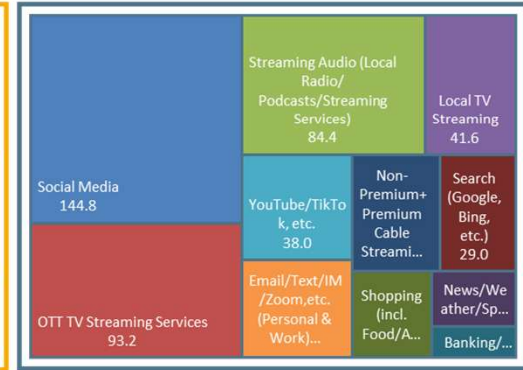 Social Media
144.8
OTT TV Streaming Services
93.2
Streaming Audio (Local
Radio/
Podcasts/Streaming
Services)
84.4
Local TV
Streaming
41.6
YouTube/TikTo
k, etc.
38.0
Non-
Premium+
Premium
Cable
Streami...
Search
(Google,
Bing,
etc.)
29.0
Email/Text/IM
/Zoom,etc.
(Personal &
Work)...
Shopping
(incl.
Food/A...
News/We
ather/Sp...
Banking/...